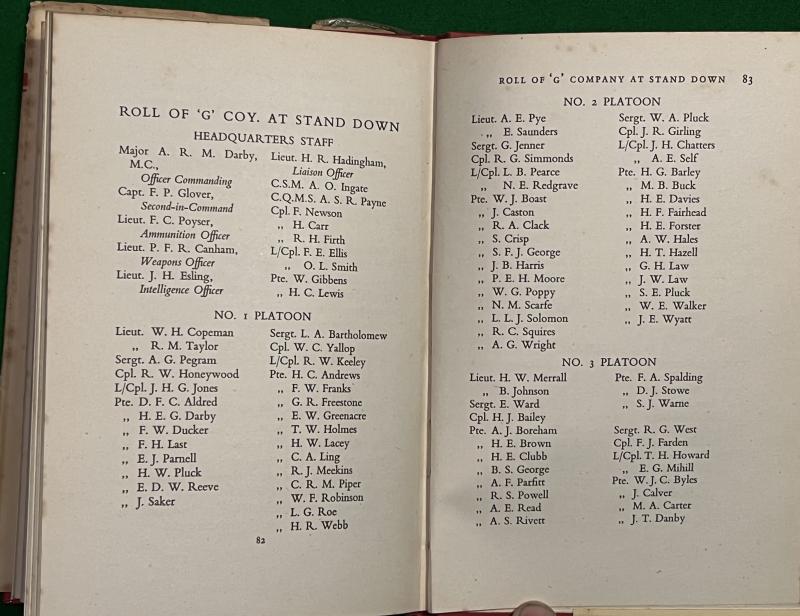 ROLL OF 'G' COY. AT STAND DOWN
HEADQUARTERS STAFF
Major A. R. M. Darby,
M.C.,
Officer Commanding
Capt. F. P. Glover,
Second-in-Command
Lieut. F. C. Poyser,
Ammunition Officer
Lieut. P. F. R. Canham,
Weapons Officer
Lieut. J. H. Esling,
Intelligence Officer
Lieut. H. R. Hadingham,
Liaison Officer
C.S.M. A. O. Ingate
C.Q.M.S. A. S. R. Payne
Cpl. F. Newson
„ H. Carr
„ R. H. Firth
L/Cpl. F. E. Ellis
„ O. L. Smith
Pte. W. Gibbens
„ H. C. Lewis
NO. 1 PLATOON
Lieut. W. H. Copeman
„ R. M. Taylor
Sergt. A. G. Pegram
Cpl. R. W. Honeywood
L/Cpl. J. H. G. Jones
Pte. D. F. C. Aldred
„ H. E. G. Darby
„ F. W. Ducker
„ F. H. Last
„ E. J. Parnell
„ H. W. Pluck
„ E. D. W. Reeve
„ J. Saker
Sergt. L. A. Bartholomew
Cpl. W. C. Yallop
L/Cpl. R. W. Keeley
Pte. H. C. Andrews
„ F. W. Franks
„ G. R. Freestone
„ E. W. Greenacre
„ T. W. Holmes
„ H. W. Lacey
„ C. A. Ling
„ R. J. Meekins
„ C. R. M. Piper
„ W. F. Robinson
„ L. G. Roe
„ H. R. Webb
82
ROLL OF 'G' COMPANY AT STAND DOWN 83
NO. 2 PLATOON
Lieut. A. E. Pye
„ E. Saunders
Sergt. G. Jenner
Cpl. R. G. Simmonds
L/Cpl. L. B. Pearce
„ N. E. Redgrave
Pte. W. J. Boast
„ J. Caston
„ R. A. Clack
„ S. Crisp
„ S. F. J. George
„ J. B. Harris
„ P. E. H. Moore
„ W. G. Poppy
„ N. M. Scarfe
„ L. L. J. Solomon
„ R. C. Squires
„ A. G. Wright
Sergt. W. A. Pluck
Cpl. J. R. Girling
L/Cpl. J. H. Chatters
„ A. E. Self
Pte. H. G. Barley
„ M. B. Buck
„ H. E. Davies
„ H. F. Fairhead
„ H. E. Forster
„ A. W. Hales
„ H. T. Hazell
„ G. H. Law
„ J. W. Law
„ S. E. Pluck
„ W. E. Walker
„ J. E. Wyatt
NO. 3 PLATOON
Lieut. H. W. Merrall
„ B. Johnson
Sergt. E. Ward
Cpl. H. J. Bailey
Pte. A. J. Boreham
„ H. E. Brown
„ H. E. Clubb
„ B. S. George
„ A. F. Parfitt
„ R. S. Powell
„ A. E. Read
„ A. S. Rivett
Pte. F. A. Spalding
„ D. J. Stowe
„ S. J. Warne
Sergt. R. G. West
Cpl. F. J. Farden
L/Cpl. T. H. Howard
„ E. G. Mihill
Pte. W. J. C. Byles
„ J. Calver
„ M. A. Carter
„ J. T. Danby